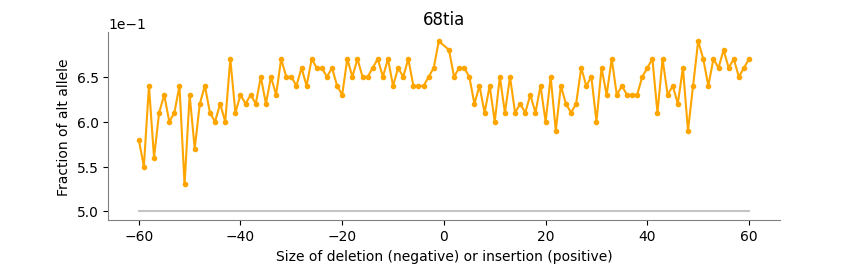 68tia
1e−1
6.5
6.0
5.5
5.0
Fraction of alt allele
−60 −40 −20 0 20 40 60
Size of deletion (negative) or insertion (positive)